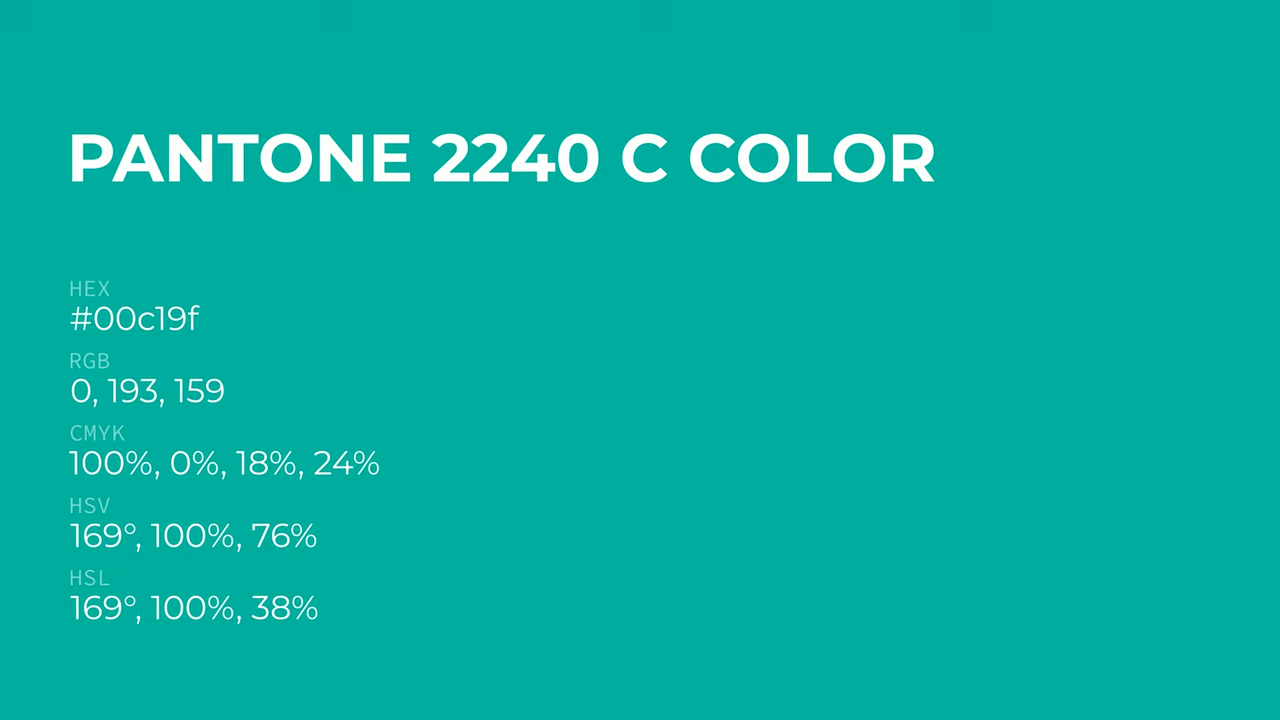 PANTONE 2240 C COLOR
HEX
#00c19f
RGB
0, 193, 159
CMYK
100%, 0%, 18%, 24%
HSV
169°, 100%, 76%
HSL
169°, 100%, 38%